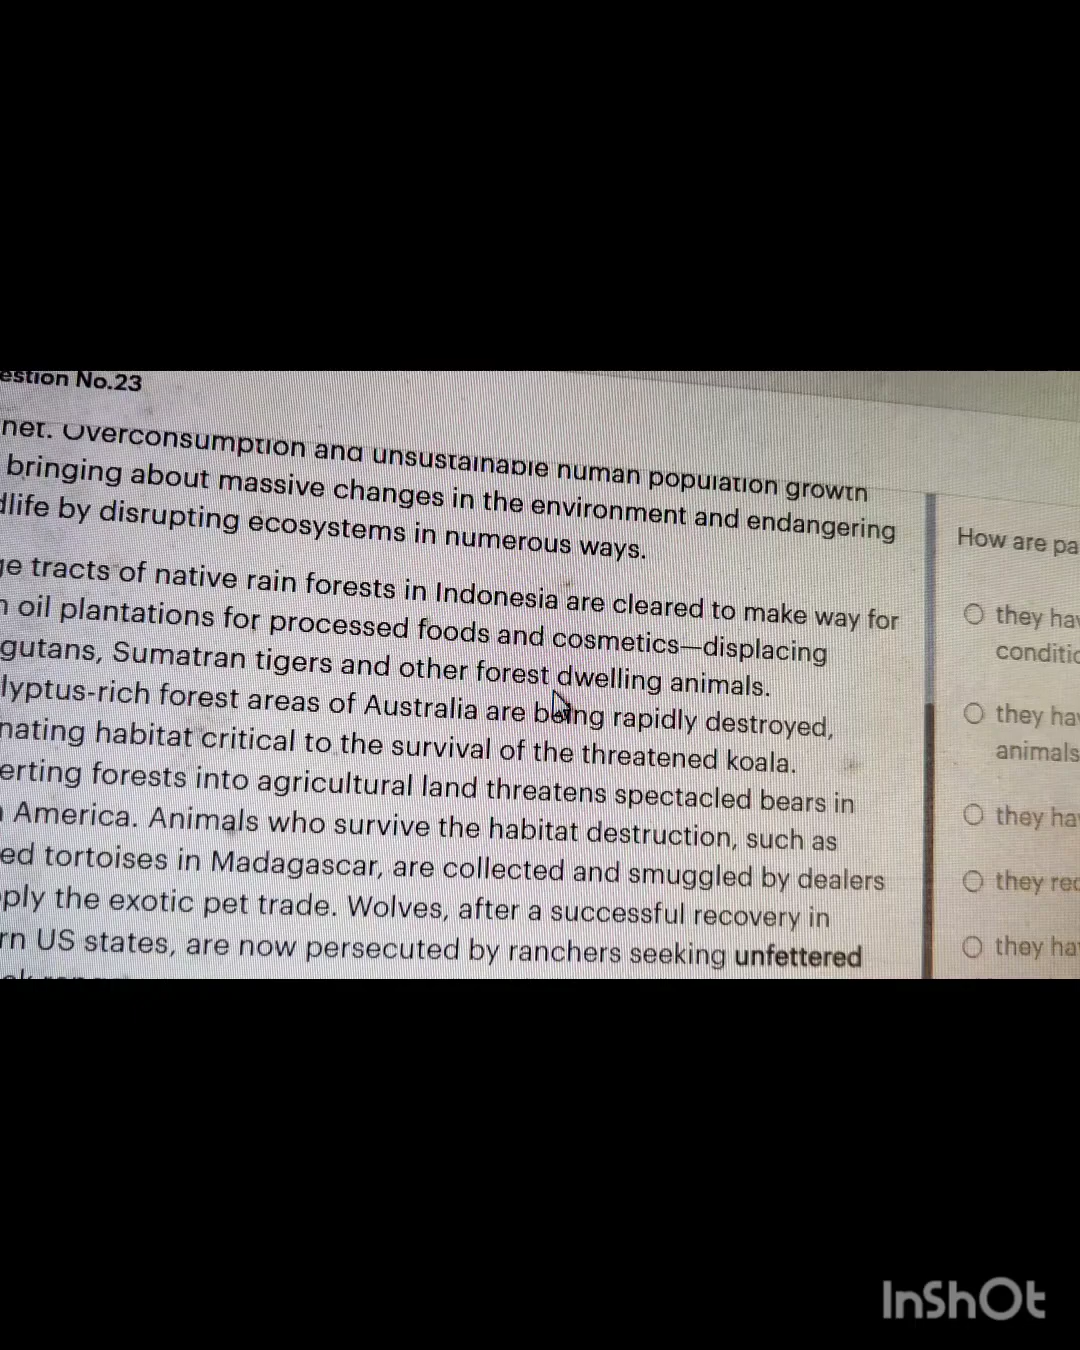 estion No.23
net. Overconsumption and unsustainable human population growth
bringing about massive changes in the environment and endangering
dlife by disrupting ecosystems in numerous ways.
ge tracts of native rain forests in Indonesia are cleared to make way for
n oil plantations for processed foods and cosmetics—displacing
gutans, Sumatran tigers and other forest dwelling animals.
lyptus-rich forest areas of Australia are being rapidly destroyed,
nating habitat critical to the survival of the threatened koala.
erting forests into agricultural land threatens spectacled bears in
America. Animals who survive the habitat destruction, such as
ed tortoises in Madagascar, are collected and smuggled by dealers
ply the exotic pet trade. Wolves, after a successful recovery in
rn US states, are now persecuted by ranchers seeking unfettered
How are pa
they hav
conditio
they hav
animals
they hav
they rec
they hav
InShOt